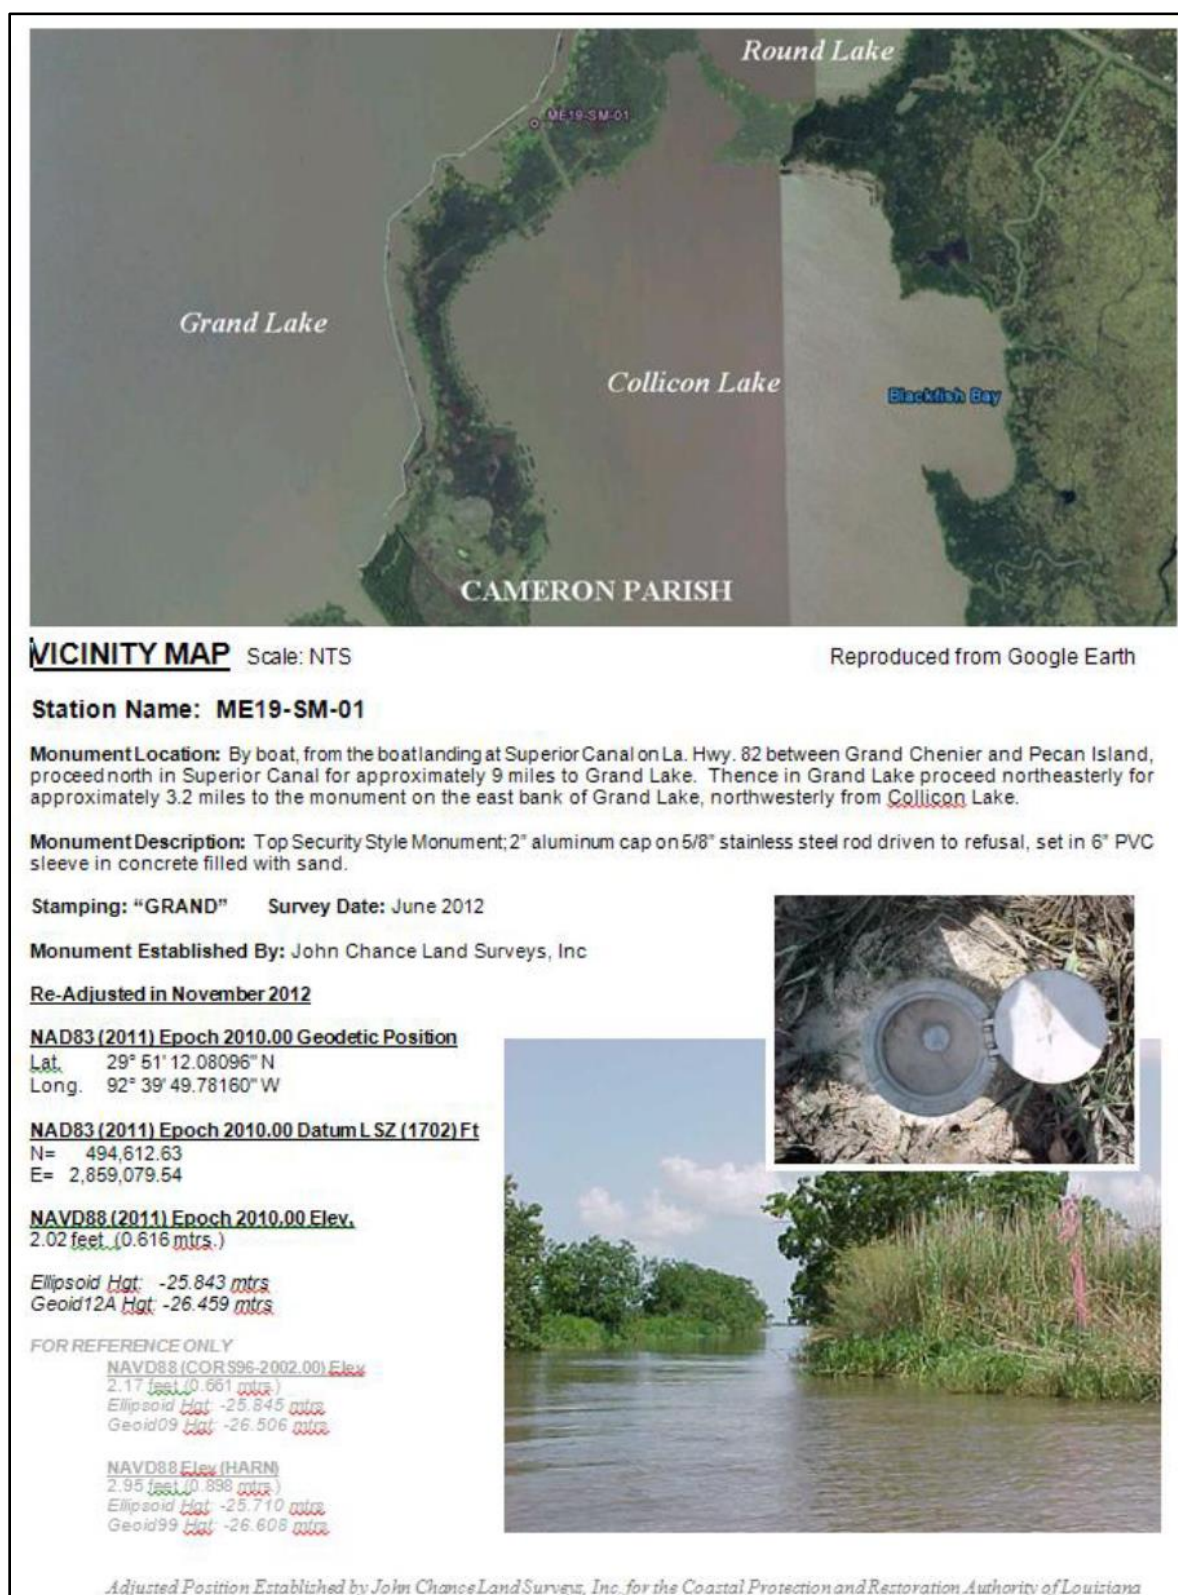 Round Lake
ME19-SM-01
Grand Lake
Collicon Lake
Blackfish Bay
CAMERON PARISH
VICINITY MAP Scale: NTS
Reproduced from Google Earth
Station Name: ME19-SM-01
Monument Location: By boat, from the boat landing at Superior Canal on La. Hwy. 82 between Grand Chenier and Pecan Island,
proceed north in Superior Canal for approximately 9 miles to Grand Lake. Thence in Grand Lake proceed northeasterly for
approximately 3.2 miles to the monument on the east bank of Grand Lake, northwesterly from Collicon Lake.
Monument Description: Top Security Style Monument; 2" aluminum cap on 5/8" stainless steel rod driven to refusal, set in 6" PVC
sleeve in concrete filled with sand.
Stamping: "GRAND" Survey Date: June 2012
Monument Established By: John Chance Land Surveys, Inc
Re-Adjusted in November 2012
NAD83 (2011) Epoch 2010.00 Geodetic Position
Lat. 29° 51' 12.08096" N
Long. 92° 39' 49.78160" W
NAD83 (2011) Epoch 2010.00 Datum L SZ (1702) Ft
N= 494,612.63
E= 2,859,079.54
NAVD88 (2011) Epoch 2010.00 Elev.
2.02 feet (0.616 mtrs.)
Ellipsoid Hgt: -25.843 mtrs
Geoid12A Hgt: -26.459 mtrs
FOR REFERENCE ONLY
NAVD88 (CORS96-2002.00) Elev
2.17 feet (0.661 mtrs.)
Ellipsoid Hgt: -25.845 mtrs
Geoid09 Hgt: -26.506 mtrs
NAVD88 Elev (HARN)
2.95 feet (0.898 mtrs.)
Ellipsoid Hgt: -25.710 mtrs
Geoid99 Hgt: -26.608 mtrs
Adjusted Position Established by John Chance Land Surveys, Inc. for the Coastal Protection and Restoration Authority of Louisiana